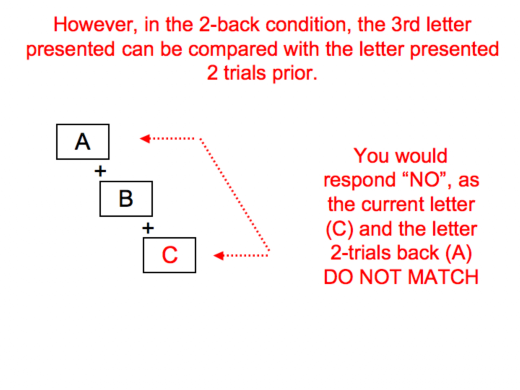 However, in the 2-back condition, the 3rd letter
presented can be compared with the letter presented
2 trials prior.
A
+
B
+
C
You would
respond “NO”, as
the current letter
(C) and the letter
2-trials back (A)
DO NOT MATCH